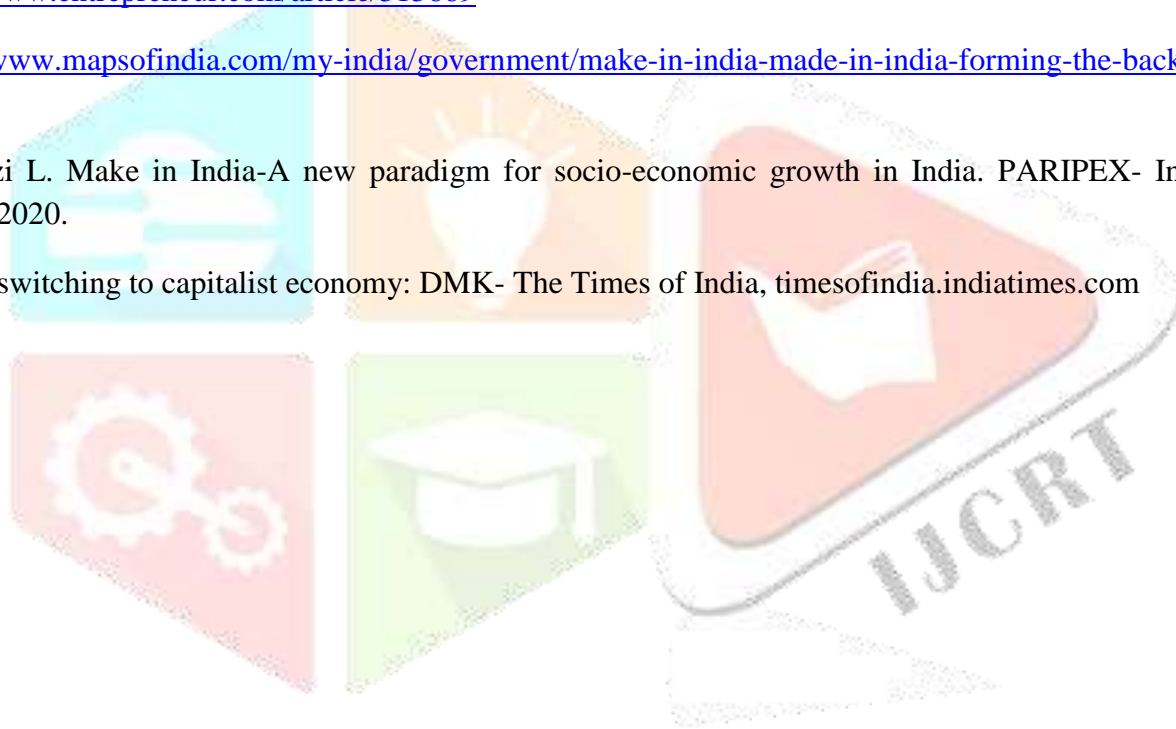 www.mapsofindia.com/my-india/government/make-in-india-made-in-india-forming-the-back
zi L. Make in India-A new paradigm for socio-economic growth in India. PARIPEX- In
2020.
switching to capitalist economy: DMK- The Times of India, timesofindia.indiatimes.com
IJCRT